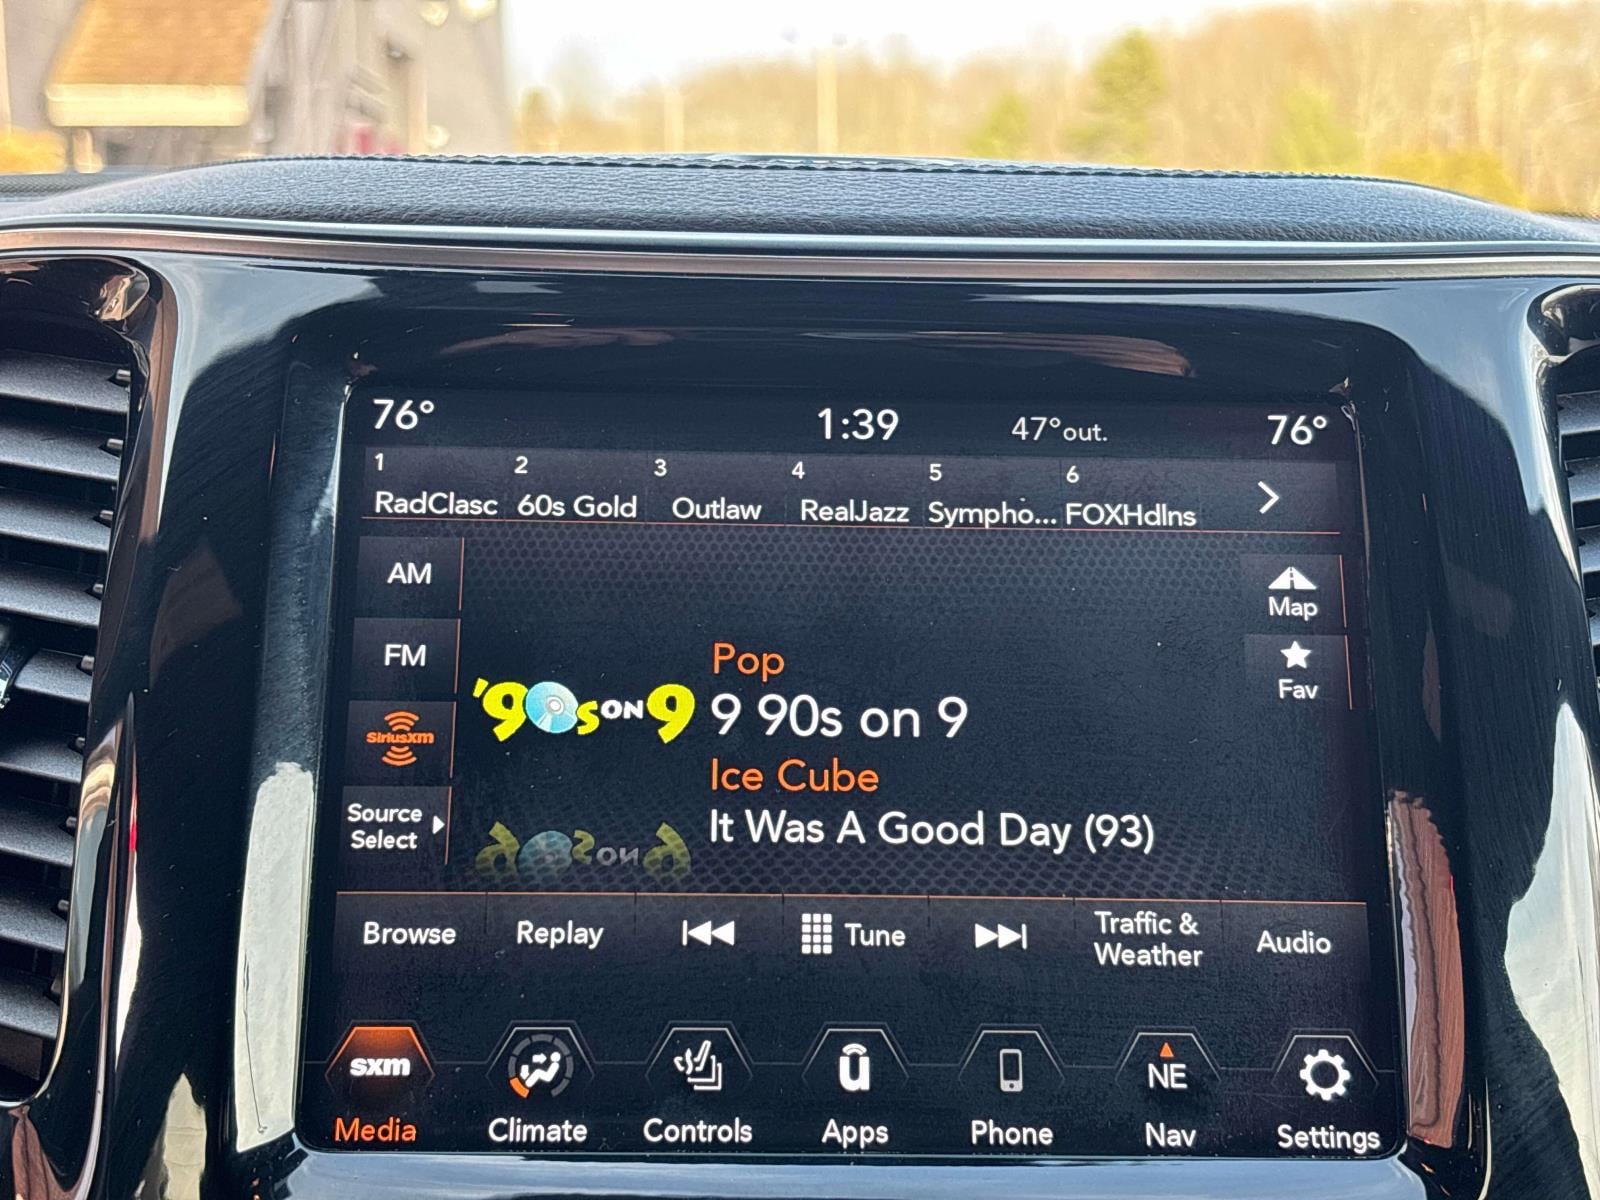 76° 1:39 47°out. 76°
1 2 3 4 5 6
RadClasc 60s Gold Outlaw RealJazz Sympho... FOXHdlns
AM
Map
FM
Fav
Pop
'90s ON 9 9 90s on 9
SiriusXM
Ice Cube
Source
Select
It Was A Good Day (93)
Browse Replay Tune Traffic &
Weather Audio
sxm u NE
Media Climate Controls Apps Phone Nav Settings